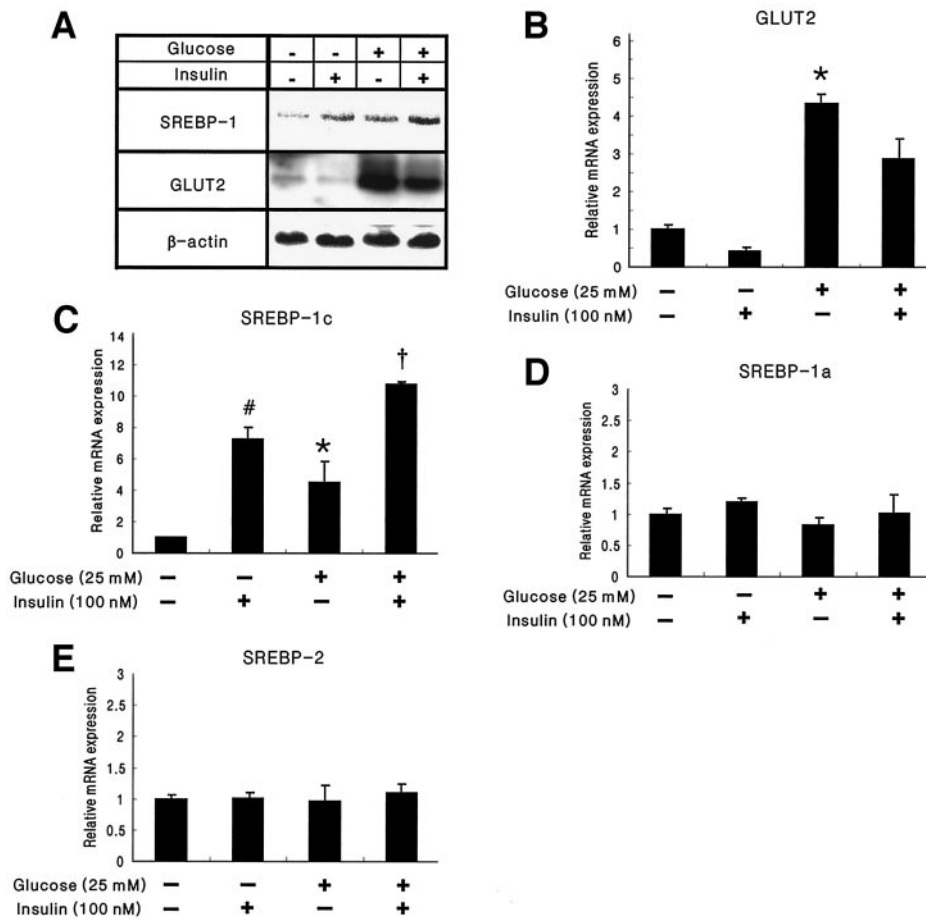 A
Glucose - - + +
Insulin - + - +
SREBP-1
GLUT2
β-actin
B
GLUT2
Relative mRNA expression
6
5
4
3
2
1
0
*
Glucose (25 mM) - - + +
Insulin (100 nM) - + - +
C
SREBP-1c
Relative mRNA expression
14
12
10
8
6
4
2
0
# * †
Glucose (25 mM) - - + +
Insulin (100 nM) - + - +
D
SREBP-1a
Relative mRNA expression
3
2.5
2
1.5
1
0.5
0
Glucose (25 mM) - - + +
Insulin (100 nM) - + - +
E
SREBP-2
Relative mRNA expression
3
2.5
2
1.5
1
0.5
0
Glucose (25 mM) - - + +
Insulin (100 nM) - + - +